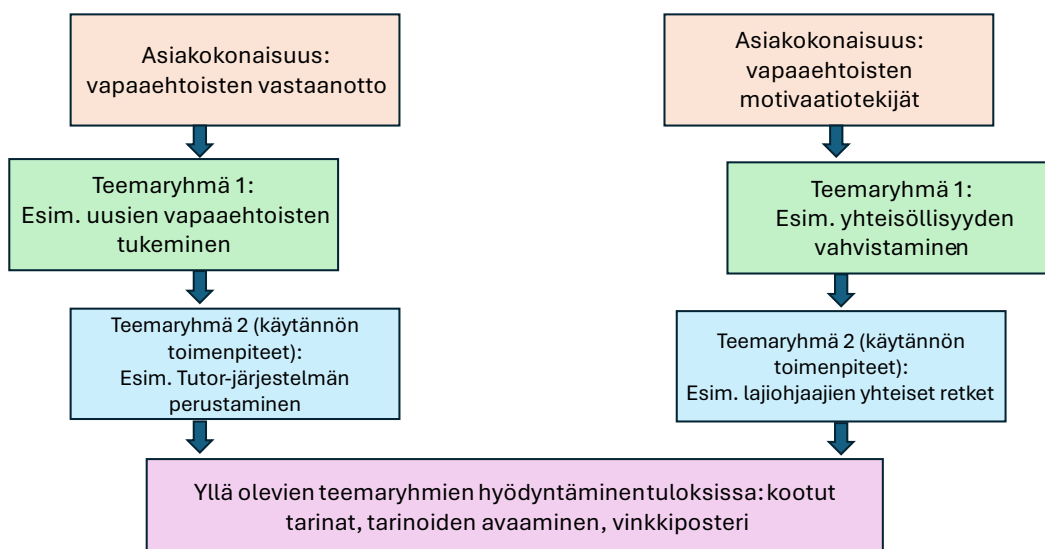 Asiakokonaisuus:
vapaaehtoisten vastaanotto
Asiakokonaisuus:
vapaaehtoisten
motivaatiotekijät
Teemaryhmä 1:
Esim. uusien vapaaehtoisten
tukeminen
Teemaryhmä 1:
Esim. yhteisöllisyyden
vahvistaminen
Teemaryhmä 2 (käytännön
toimenpiteet):
Esim. Tutor-järjestelmän
perustaminen
Teemaryhmä 2 (käytännön
toimenpiteet):
Esim. lajiohjaajien yhteiset retket
Yllä olevien teemaryhmien hyödyntäminen tuloksissa: kootut
tarinat, tarinoiden avaaminen, vinkkiposteri